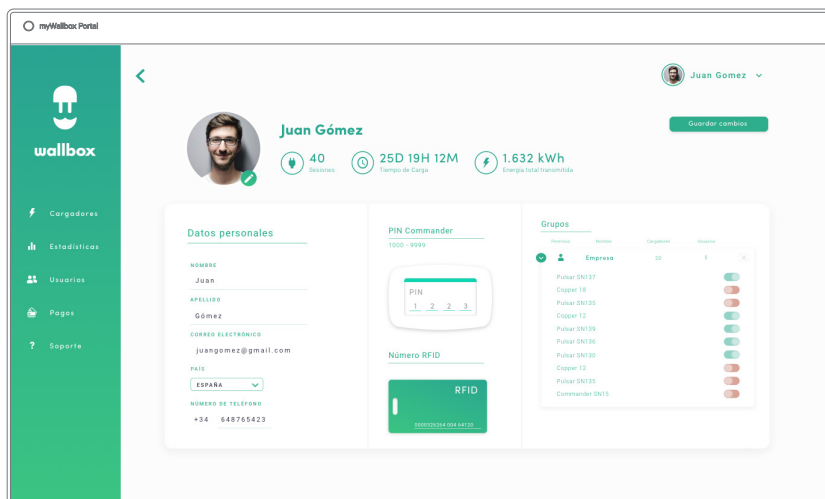 myWallbox Portal
Juan Gomez
wallbox
Juan Gómez
Guardar cambios
40
Sesiones
25D 19H 12M
Tiempo de Carga
1.632 kWh
Energía total transmitida
Cargadores
Estadísticas
Usuarios
Pagos
Soporte
Datos personales
NOMBRE
Juan
APELLIDO
Gómez
CORREO ELECTRÓNICO
juangomez@gmail.com
PAÍS
ESPAÑA
NÚMERO DE TELÉFONO
+34 648765423
PIN Commander
1000 - 9999
PIN
1 2 2 3
Número RFID
RFID
Grupos
Nombre Cargadores Usuarios
Empresa
Pulsar SN137
Copper 18
Pulsar SN135
Copper 12
Pulsar SN139
Pulsar SN136
Pulsar SN130
Copper 12
Pulsar SN135
Commander SN15